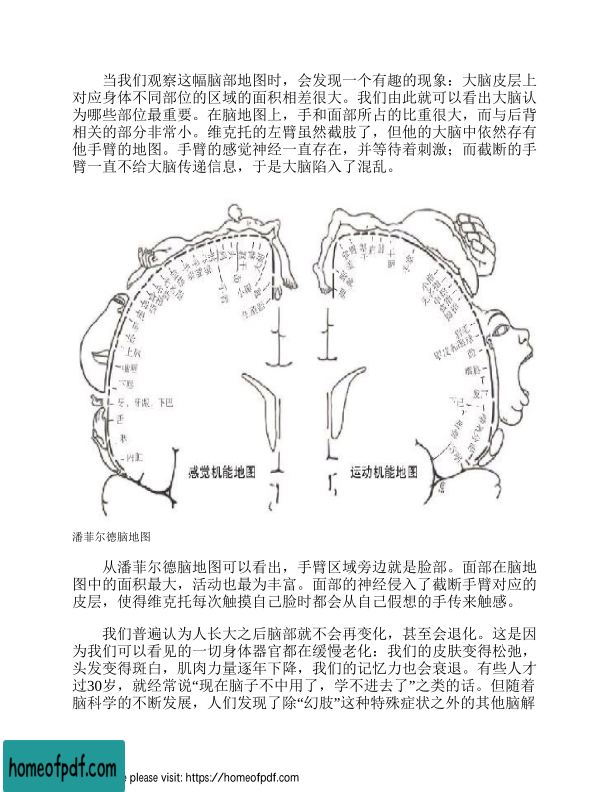 当我们观察这幅脑部地图时，会发现一个有趣的现象：大脑皮层上
对应身体不同部位的区域的面积相差很大。我们由此就可以看出大脑认
为哪些部位最重要。在脑地图上，手和面部所占的比重很大，而与后背
相关的部分非常小。维克托的左臂虽然截肢了，但他的大脑中依然存有
他手臂的地图。手臂的感觉神经一直存在，并等待着刺激；而截断的手
臂一直不给大脑传递信息，于是大脑陷入了混乱。
上唇
嘴唇
下唇
牙、牙龈、下巴
舌
内脏
感觉机能地图
运动机能地图
潘菲尔德脑地图
从潘菲尔德脑地图可以看出，手臂区域旁边就是脸部。面部在脑地
图中的面积最大，活动也最为丰富。面部的神经侵入了截断手臂对应的
皮层，使得维克托每次触摸自己脸时都会从自己假想的手传来触感。
我们普遍认为人长大之后脑部就不会再变化，甚至会退化。这是因
为我们可以看见的一切身体器官都在缓慢老化：我们的皮肤变得松弛，
头发变得斑白，肌肉力量逐年下降，我们的记忆力也会衰退。有些人才
过30岁，就经常说“现在脑子不中用了，学不进去了”之类的话。但随着
脑科学的不断发展，人们发现了除“幻肢”这种特殊症状之外的其他脑解
homeofpdf.com
please visit: https://homeofpdf.com